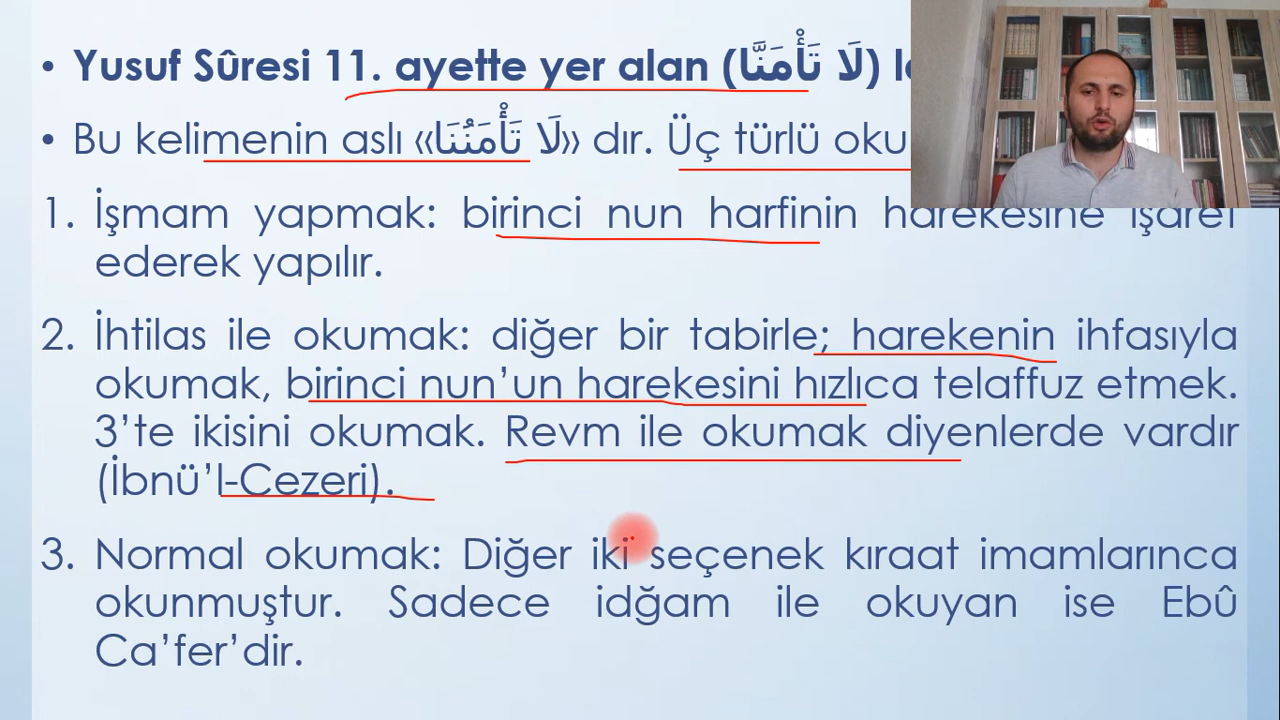 • Yusuf Sûresi 11. ayette yer alan (لَا تَأْمَنَّا)
• Bu kelimenin aslı «لَا تَأْمَنُنَا» dır. Üç türlü oku
1. İşmam yapmak: birinci nun harfinin harekesine işaret
ederek yapılır.
2. İhtilas ile okumak: diğer bir tabirle; harekenin ihfasıyla
okumak, birinci nun’un harekesini hızlıca telaffuz etmek.
3’te ikisini okumak. Revm ile okumak diyenlerde vardır
(İbnü’l-Cezeri).
3. Normal okumak: Diğer iki seçenek kıraat imamlarınca
okunmuştur. Sadece idğam ile okuyan ise Ebû
Ca’fer’dir.